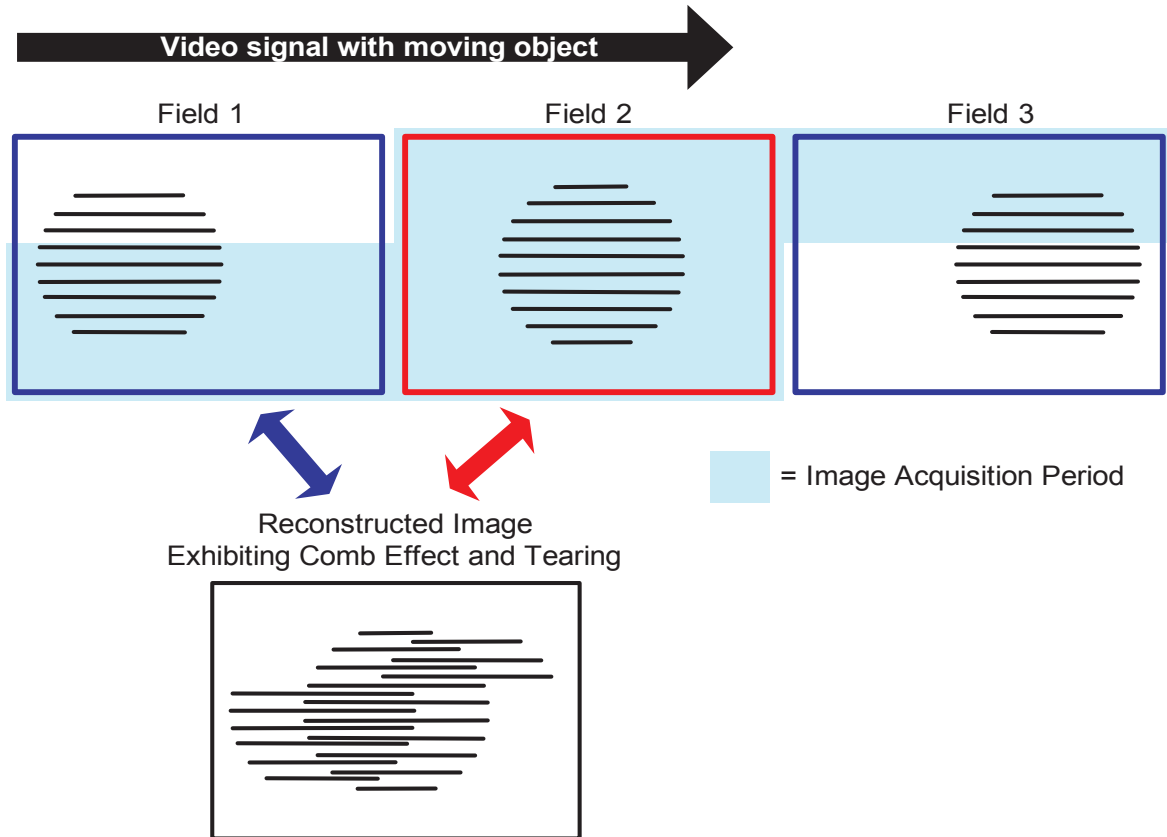 Video signal with moving object
Field 1
Field 2
Field 3
= Image Acquisition Period
Reconstructed Image
Exhibiting Comb Effect and Tearing